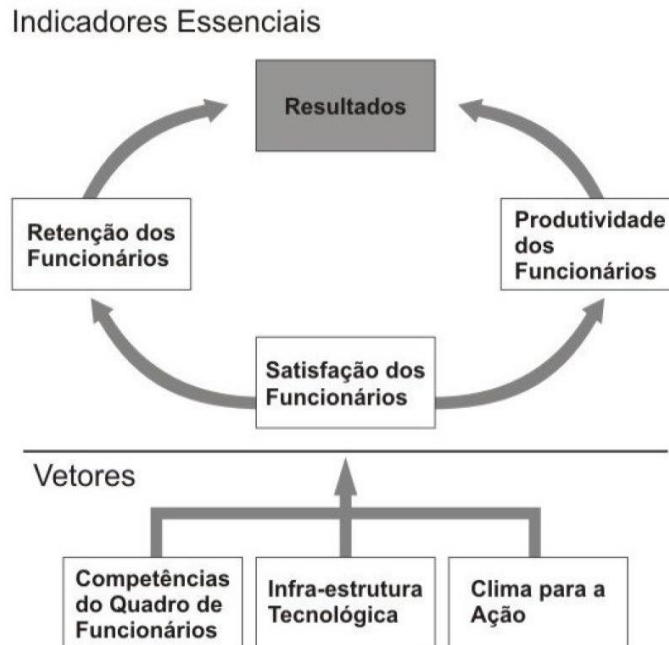 Indicadores Essenciais
Resultados
Retenção dos
Funcionários
Produtividade
dos
Funcionários
Satisfação dos
Funcionários
Vetores
Competências
do Quadro de
Funcionários
Infra-estrutura
Tecnológica
Clima para a
Ação